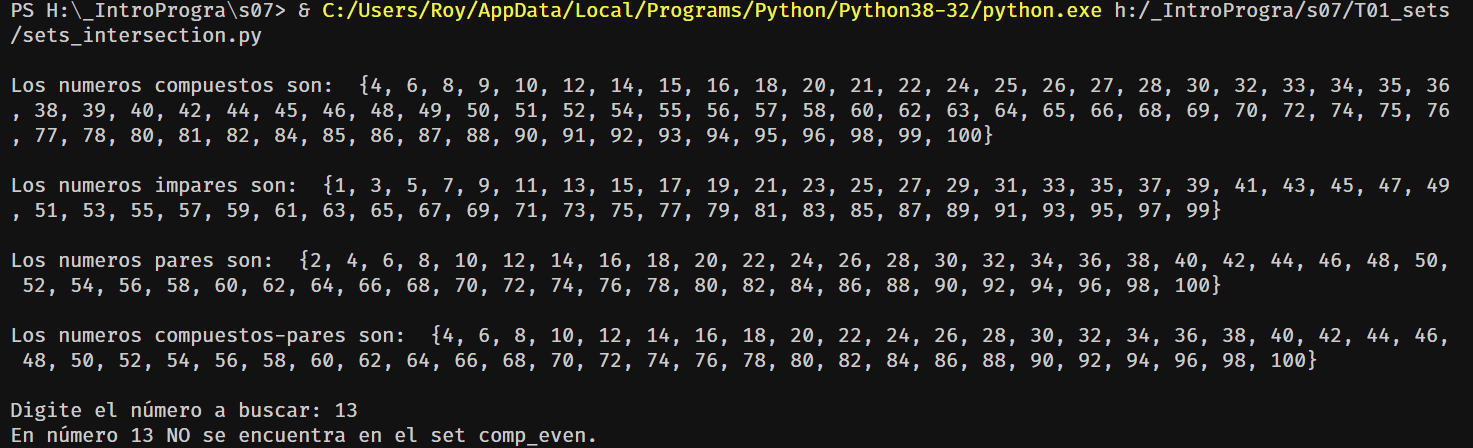 PS H:\_IntroProgra\s07> & C:/Users/Roy/AppData/Local/Programs/Python/Python38-32/python.exe h:/_IntroProgra/s07/T01_sets
/sets_intersection.py
Los numeros compuestos son:  {4, 6, 8, 9, 10, 12, 14, 15, 16, 18, 20, 21, 22, 24, 25, 26, 27, 28, 30, 32, 33, 34, 35, 36
, 38, 39, 40, 42, 44, 45, 46, 48, 49, 50, 51, 52, 54, 55, 56, 57, 58, 60, 62, 63, 64, 65, 66, 68, 69, 70, 72, 74, 75, 76
, 77, 78, 80, 81, 82, 84, 85, 86, 87, 88, 90, 91, 92, 93, 94, 95, 96, 98, 99, 100}
Los numeros impares son:  {1, 3, 5, 7, 9, 11, 13, 15, 17, 19, 21, 23, 25, 27, 29, 31, 33, 35, 37, 39, 41, 43, 45, 47, 49
, 51, 53, 55, 57, 59, 61, 63, 65, 67, 69, 71, 73, 75, 77, 79, 81, 83, 85, 87, 89, 91, 93, 95, 97, 99}
Los numeros pares son:  {2, 4, 6, 8, 10, 12, 14, 16, 18, 20, 22, 24, 26, 28, 30, 32, 34, 36, 38, 40, 42, 44, 46, 48, 50,
52, 54, 56, 58, 60, 62, 64, 66, 68, 70, 72, 74, 76, 78, 80, 82, 84, 86, 88, 90, 92, 94, 96, 98, 100}
Los numeros compuestos-pares son:  {4, 6, 8, 10, 12, 14, 16, 18, 20, 22, 24, 26, 28, 30, 32, 34, 36, 38, 40, 42, 44, 46,
48, 50, 52, 54, 56, 58, 60, 62, 64, 66, 68, 70, 72, 74, 76, 78, 80, 82, 84, 86, 88, 90, 92, 94, 96, 98, 100}
Digite el número a buscar: 13
En número 13 NO se encuentra en el set comp_even.